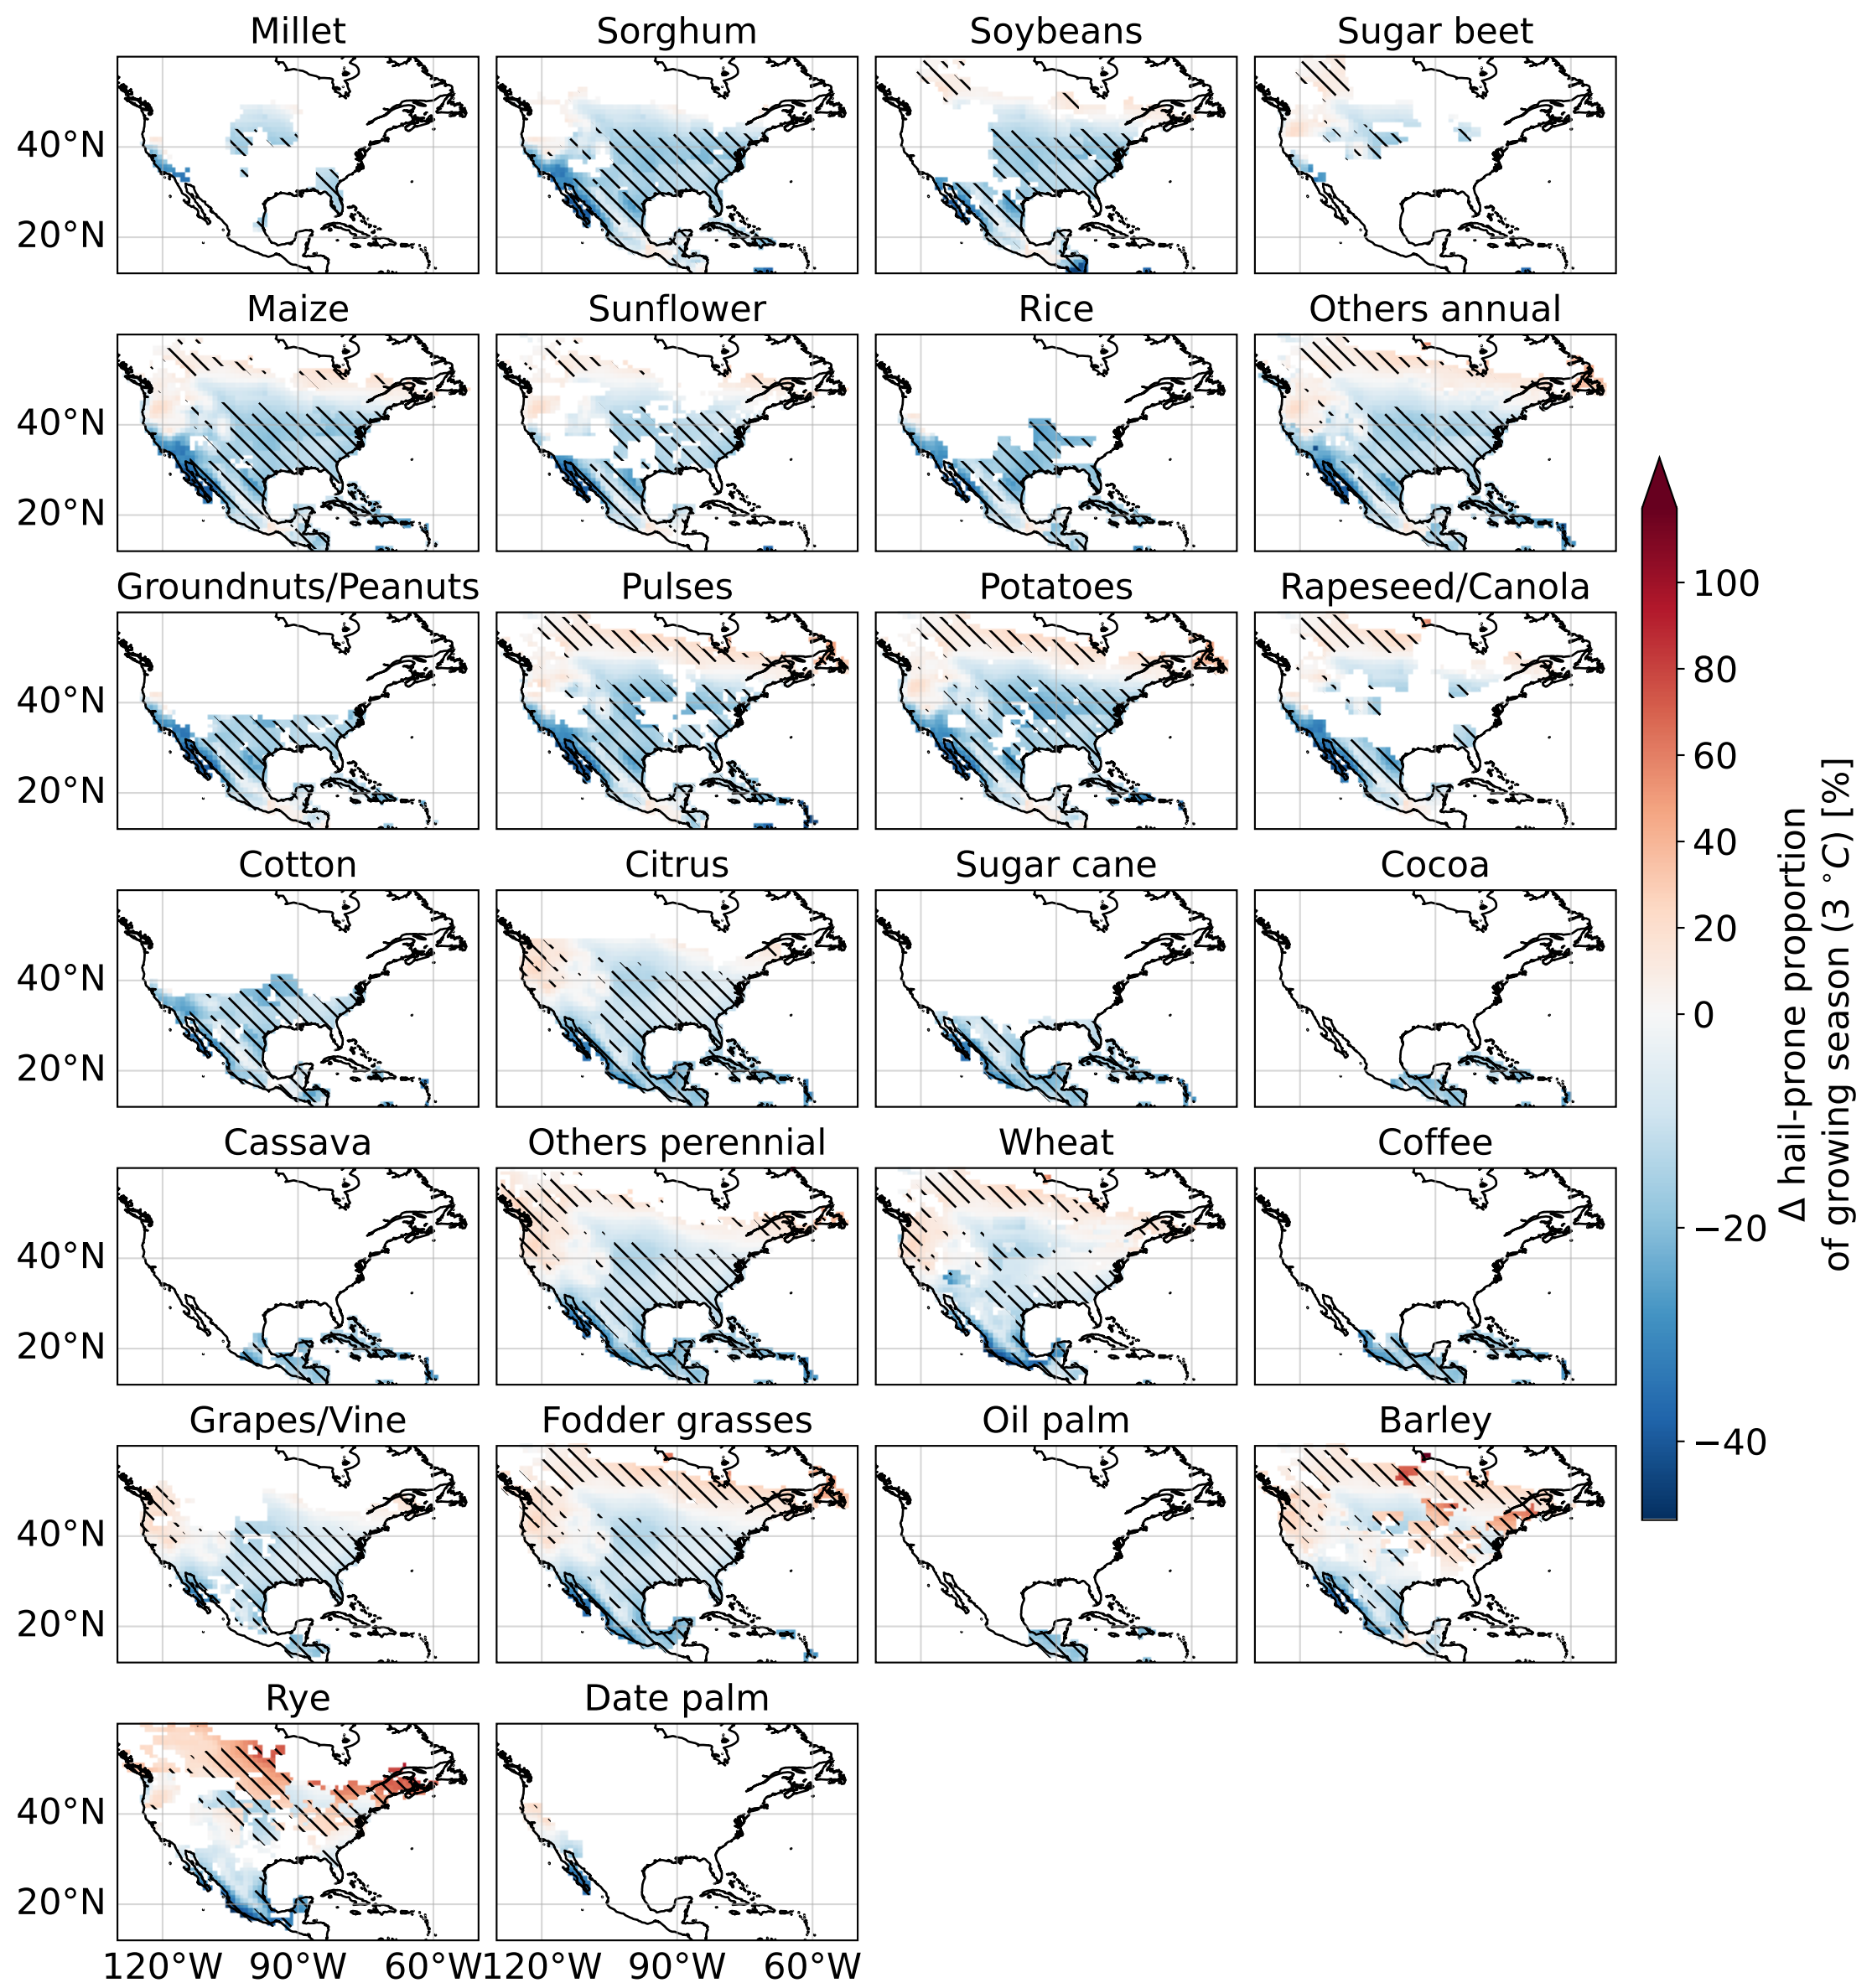 Millet
Sorghum
Soybeans
Sugar beet
40°N
20°N
Maize
Sunflower
Rice
Others annual
40°N
20°N
Groundnuts/Peanuts
Pulses
Potatoes
Rapeseed/Canola
40°N
20°N
Cotton
Citrus
Sugar cane
Cocoa
40°N
20°N
Cassava
Others perennial
Wheat
Coffee
40°N
20°N
Grapes/Vine
Fodder grasses
Oil palm
Barley
40°N
20°N
Rye
Date palm
40°N
20°N
120°W
90°W
60°W
120°W
90°W
60°W
100
80
60
40
20
0
−20
−40
Δ hail-prone proportion
of growing season (3 °C) [%]